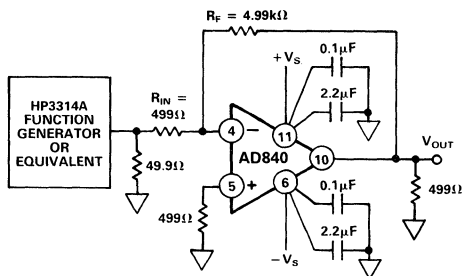 R_F = 4.99kΩ
+V_S
0.1μF
2.2μF
HP3314A
FUNCTION
GENERATOR
OR
EQUIVALENT
R_IN =
499Ω
4
−
11
AD840
10
V_OUT
49.9Ω
5
+
6
0.1μF
499Ω
499Ω
2.2μF
−V_S